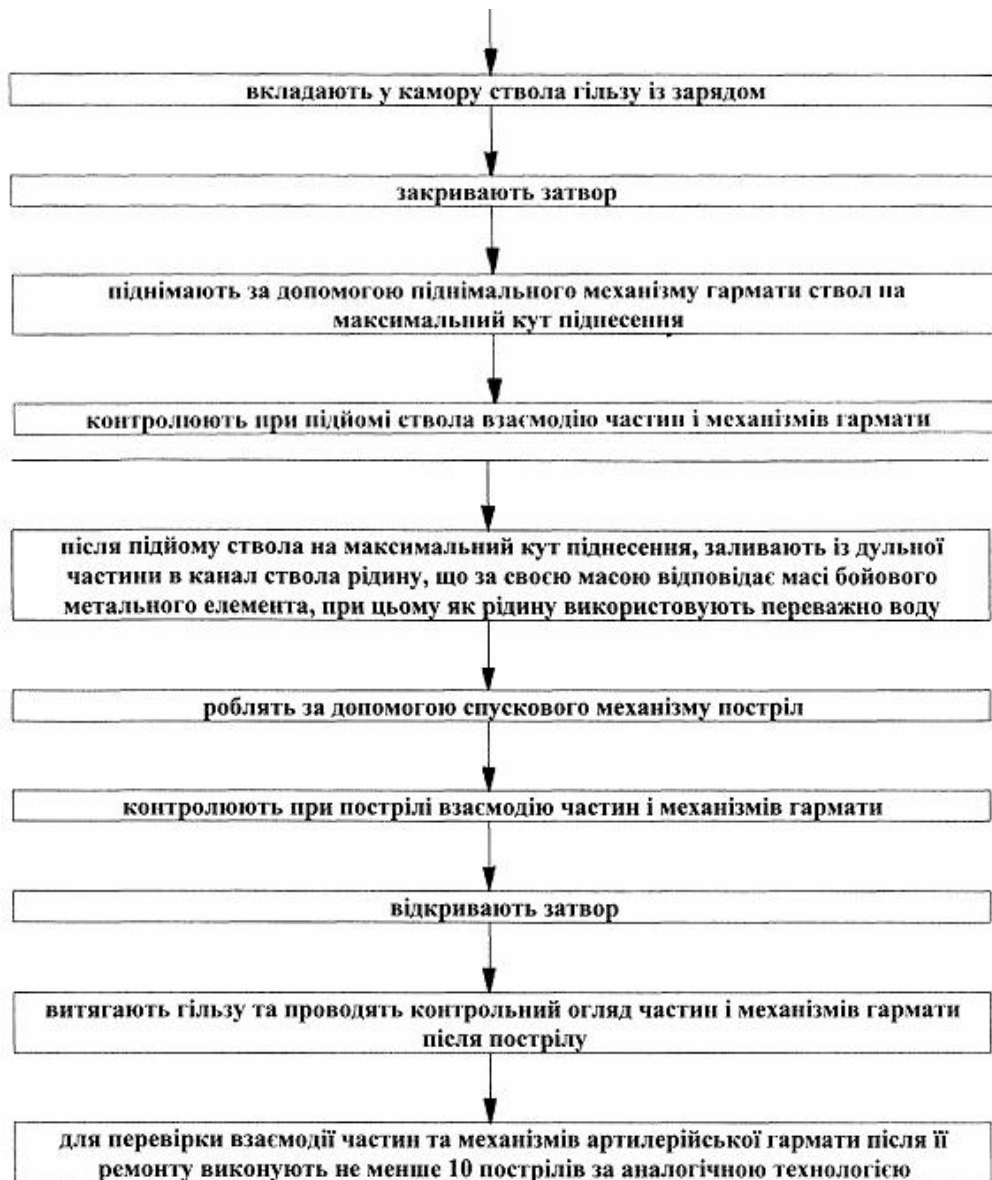 вкладають у камору ствола гільзу із зарядом
закривають затвор
піднімають за допомогою піднімального механізму гармати ствол на
максимальний кут піднесення
контролюють при підйомі ствола взаємодію частин і механізмів гармати
після підйому ствола на максимальний кут піднесення, заливають із дульної
частини в канал ствола рідину, що за своєю масою відповідає масі бойового
метального елемента, при цьому як рідину використовують переважно воду
роблять за допомогою спускового механізму постріл
контролюють при пострілі взаємодію частин і механізмів гармати
відкривають затвор
витягають гільзу та проводять контрольний огляд частин і механізмів гармати
після пострілу
для перевірки взаємодії частин та механізмів артилерійської гармати після її
ремонту виконують не менше 10 пострілів за аналогічною технологією